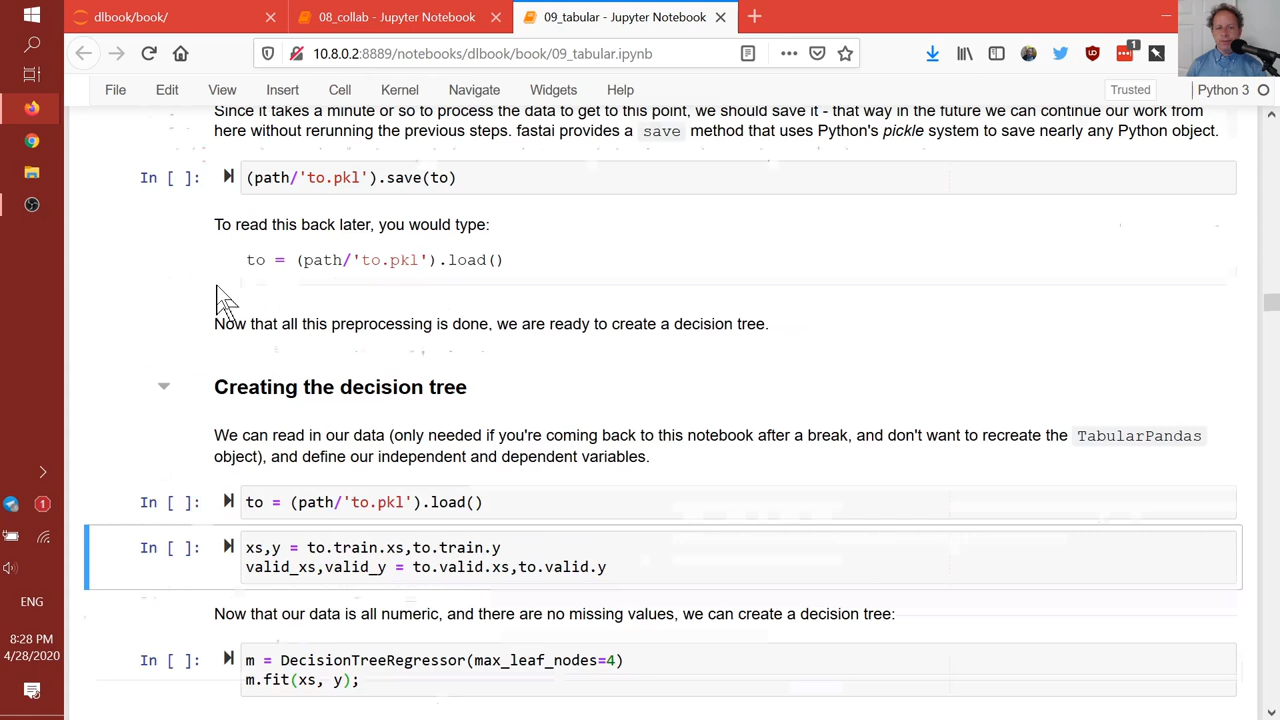 dlbook/book/
08_collab - Jupyter Notebook
09_tabular - Jupyter Notebook
10.8.0.2:8889/notebooks/dlbook/book/09_tabular.ipynb
1
File Edit View Insert Cell Kernel Navigate Widgets Help
Trusted
Python 3
Since it takes a minute or so to process the data to get to this point, we should save it - that way in the future we can continue our work from
here without rerunning the previous steps. fastai provides a save method that uses Python's pickle system to save nearly any Python object.
In [ ]: (path/'to.pkl').save(to)
To read this back later, you would type:
to = (path/'to.pkl').load()
Now that all this preprocessing is done, we are ready to create a decision tree.
Creating the decision tree
We can read in our data (only needed if you're coming back to this notebook after a break, and don't want to recreate the TabularPandas
object), and define our independent and dependent variables.
In [ ]: to = (path/'to.pkl').load()
In [ ]: xs,y = to.train.xs,to.train.y
valid_xs,valid_y = to.valid.xs,to.valid.y
Now that our data is all numeric, and there are no missing values, we can create a decision tree:
In [ ]: m = DecisionTreeRegressor(max_leaf_nodes=4)
m.fit(xs, y);
1
ENG
8:28 PM
4/28/2020